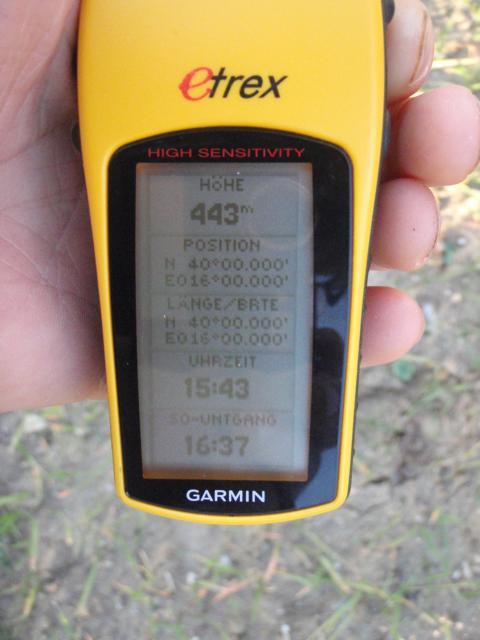 etrex
HIGH SENSITIVITY
HÖHE
443m
POSITION
N 40°00.000'
E016°00.000'
LÄNGE/BRTE
N 40°00.000'
E016°00.000'
UHRZEIT
15:43
SO-UNTGANG
16:37
GARMIN